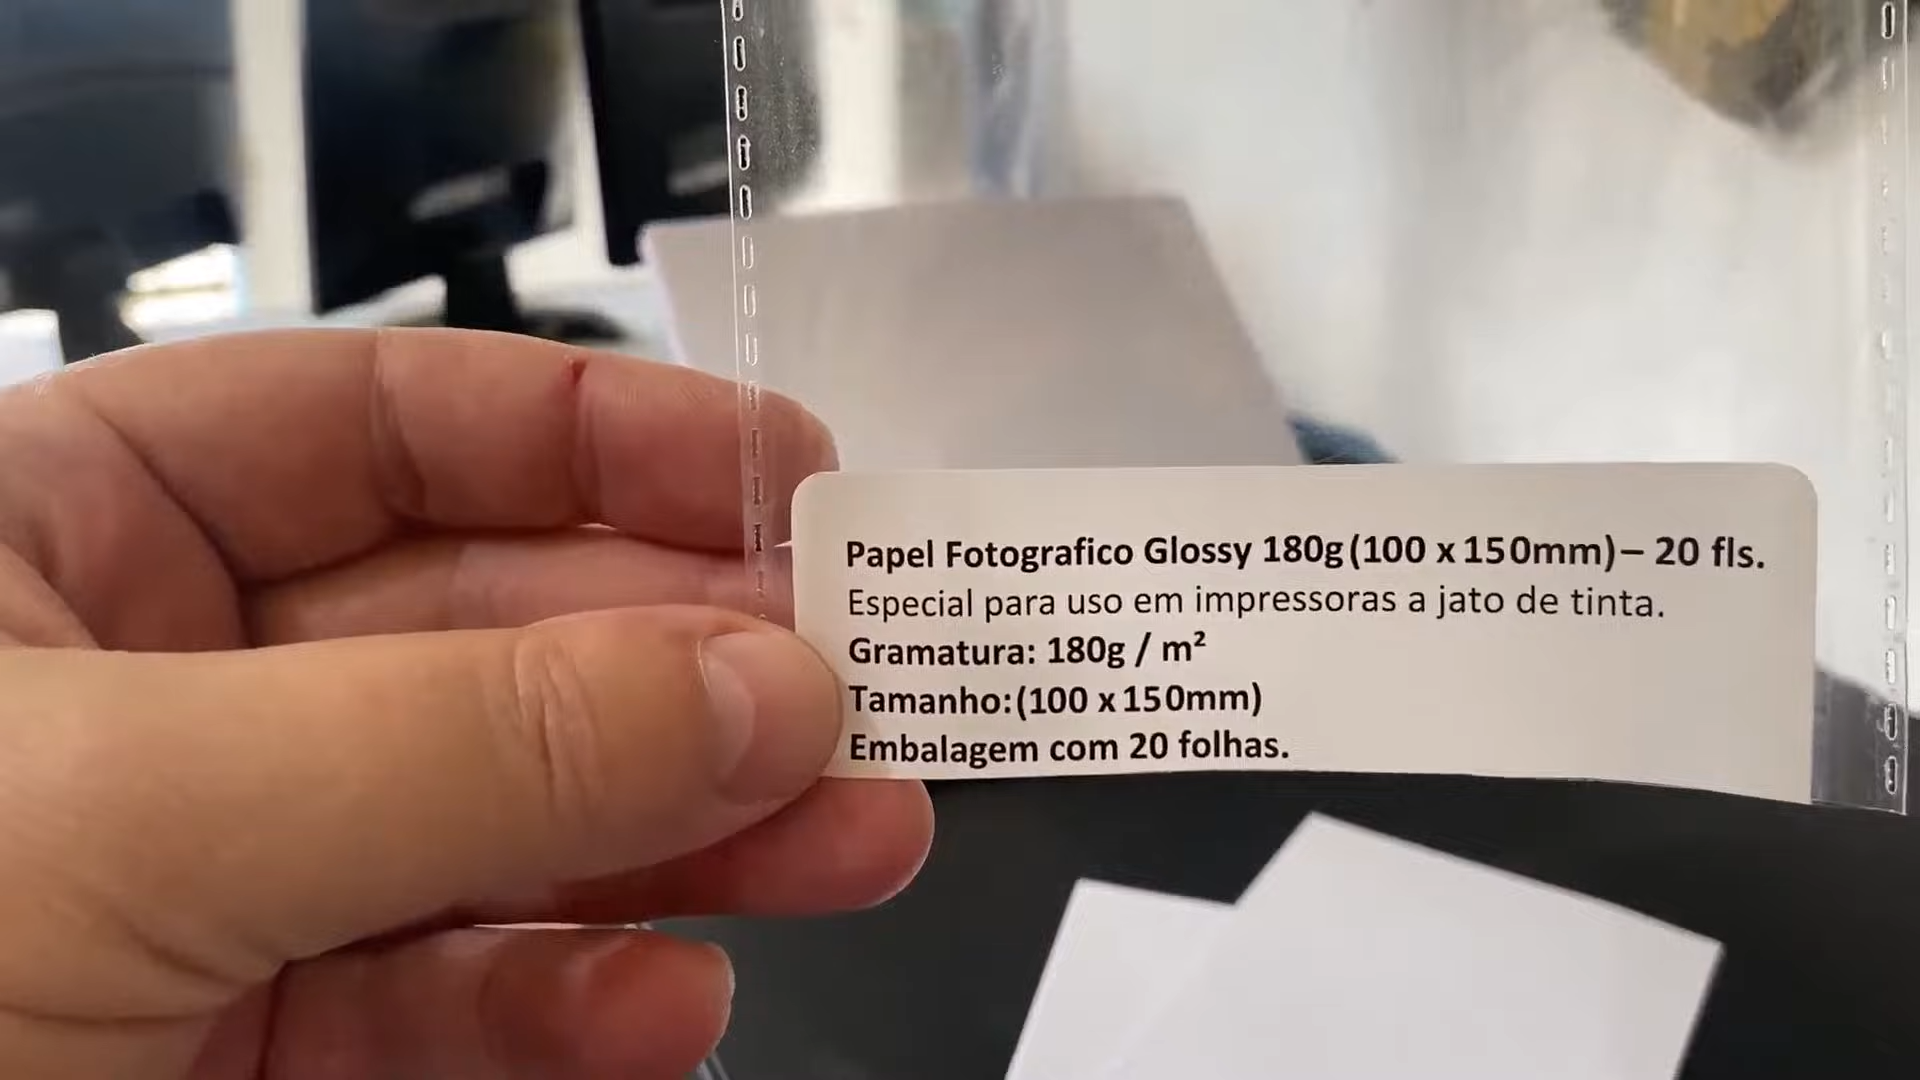 Papel Fotografico Glossy 180g (100 x 150mm) – 20 fls.
Especial para uso em impressoras a jato de tinta.
Gramatura: 180g / m²
Tamanho: (100 x 150mm)
Embalagem com 20 folhas.